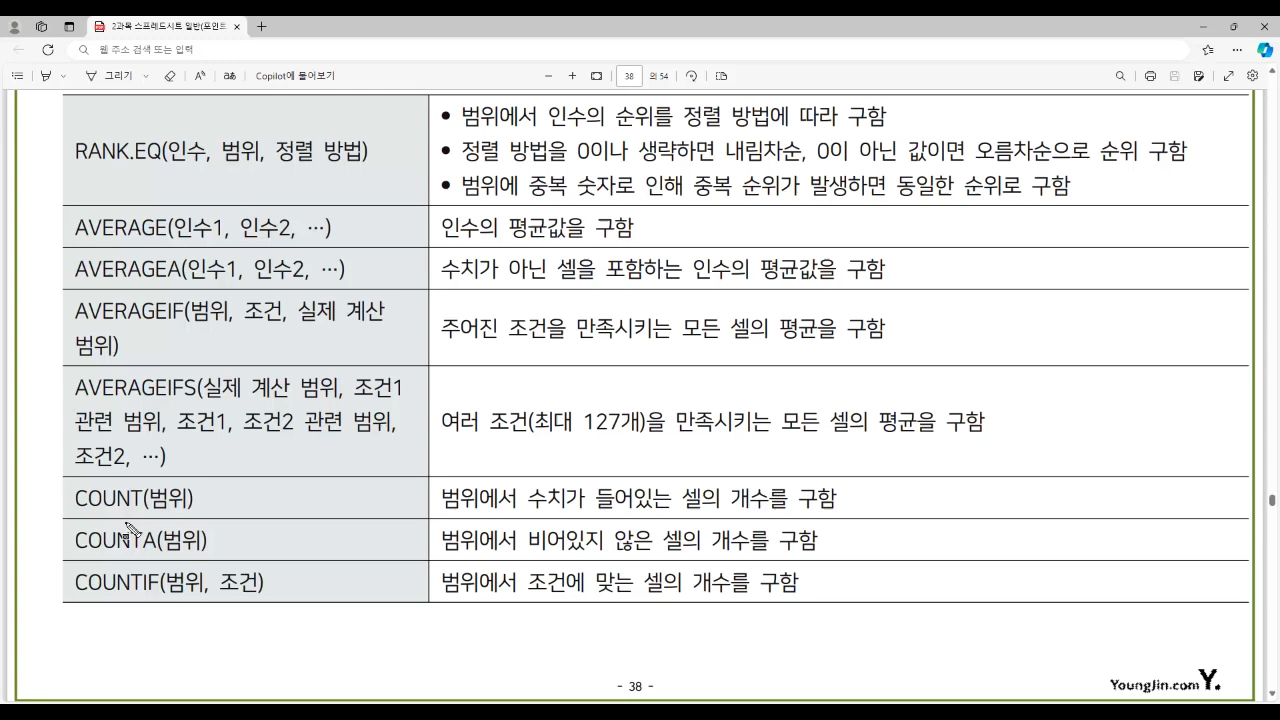 2과목 스프레드시트 일반(포인트
웹 주소 검색 또는 입력
그리기
Copilot에 물어보기
38
의 54
RANK.EQ(인수, 범위, 정렬 방법)
• 범위에서 인수의 순위를 정렬 방법에 따라 구함
• 정렬 방법을 0이나 생략하면 내림차순, 0이 아닌 값이면 오름차순으로 순위 구함
• 범위에 중복 숫자로 인해 중복 순위가 발생하면 동일한 순위로 구함
AVERAGE(인수1, 인수2, …)
인수의 평균값을 구함
AVERAGEA(인수1, 인수2, …)
수치가 아닌 셀을 포함하는 인수의 평균값을 구함
AVERAGEIF(범위, 조건, 실제 계산
범위)
주어진 조건을 만족시키는 모든 셀의 평균을 구함
AVERAGEIFS(실제 계산 범위, 조건1
관련 범위, 조건1, 조건2 관련 범위,
조건2, …)
여러 조건(최대 127개)을 만족시키는 모든 셀의 평균을 구함
COUNT(범위)
범위에서 수치가 들어있는 셀의 개수를 구함
COUNTA(범위)
범위에서 비어있지 않은 셀의 개수를 구함
COUNTIF(범위, 조건)
범위에서 조건에 맞는 셀의 개수를 구함
- 38 -
YoungJin.com Y.